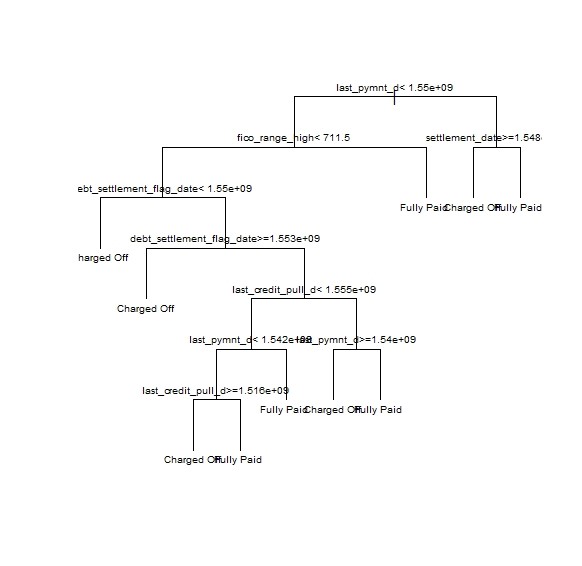 last_pymnt_d< 1.55e+09
fico_range_high< 711.5
settlement_date>=1.548
ebt_settlement_flag_date< 1.55e+09
Fully Paid
Charged Off
Fully Paid
debt_settlement_flag_date>=1.553e+09
harged Off
last_credit_pull_d< 1.555e+09
Charged Off
last_pymnt_d< 1.542e+09
last_pymnt_d>=1.54e+09
last_credit_pull_d>=1.516e+09
Fully Paid
Charged Off
Fully Paid
Charged Off
Fully Paid